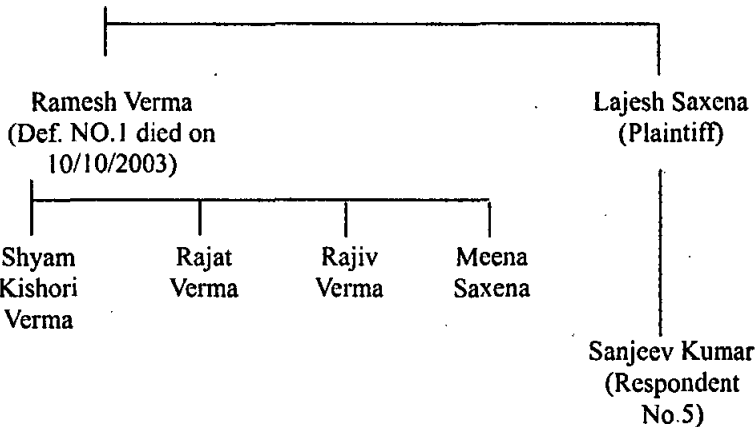 Ramesh Verma
(Def. NO.1 died on
10/10/2003)
Lajesh Saxena
(Plaintiff)
Shyam
Kishori
Verma
Rajat
Verma
Rajiv
Verma
Meena
Saxena
Sanjeev Kumar
(Respondent
No.5)